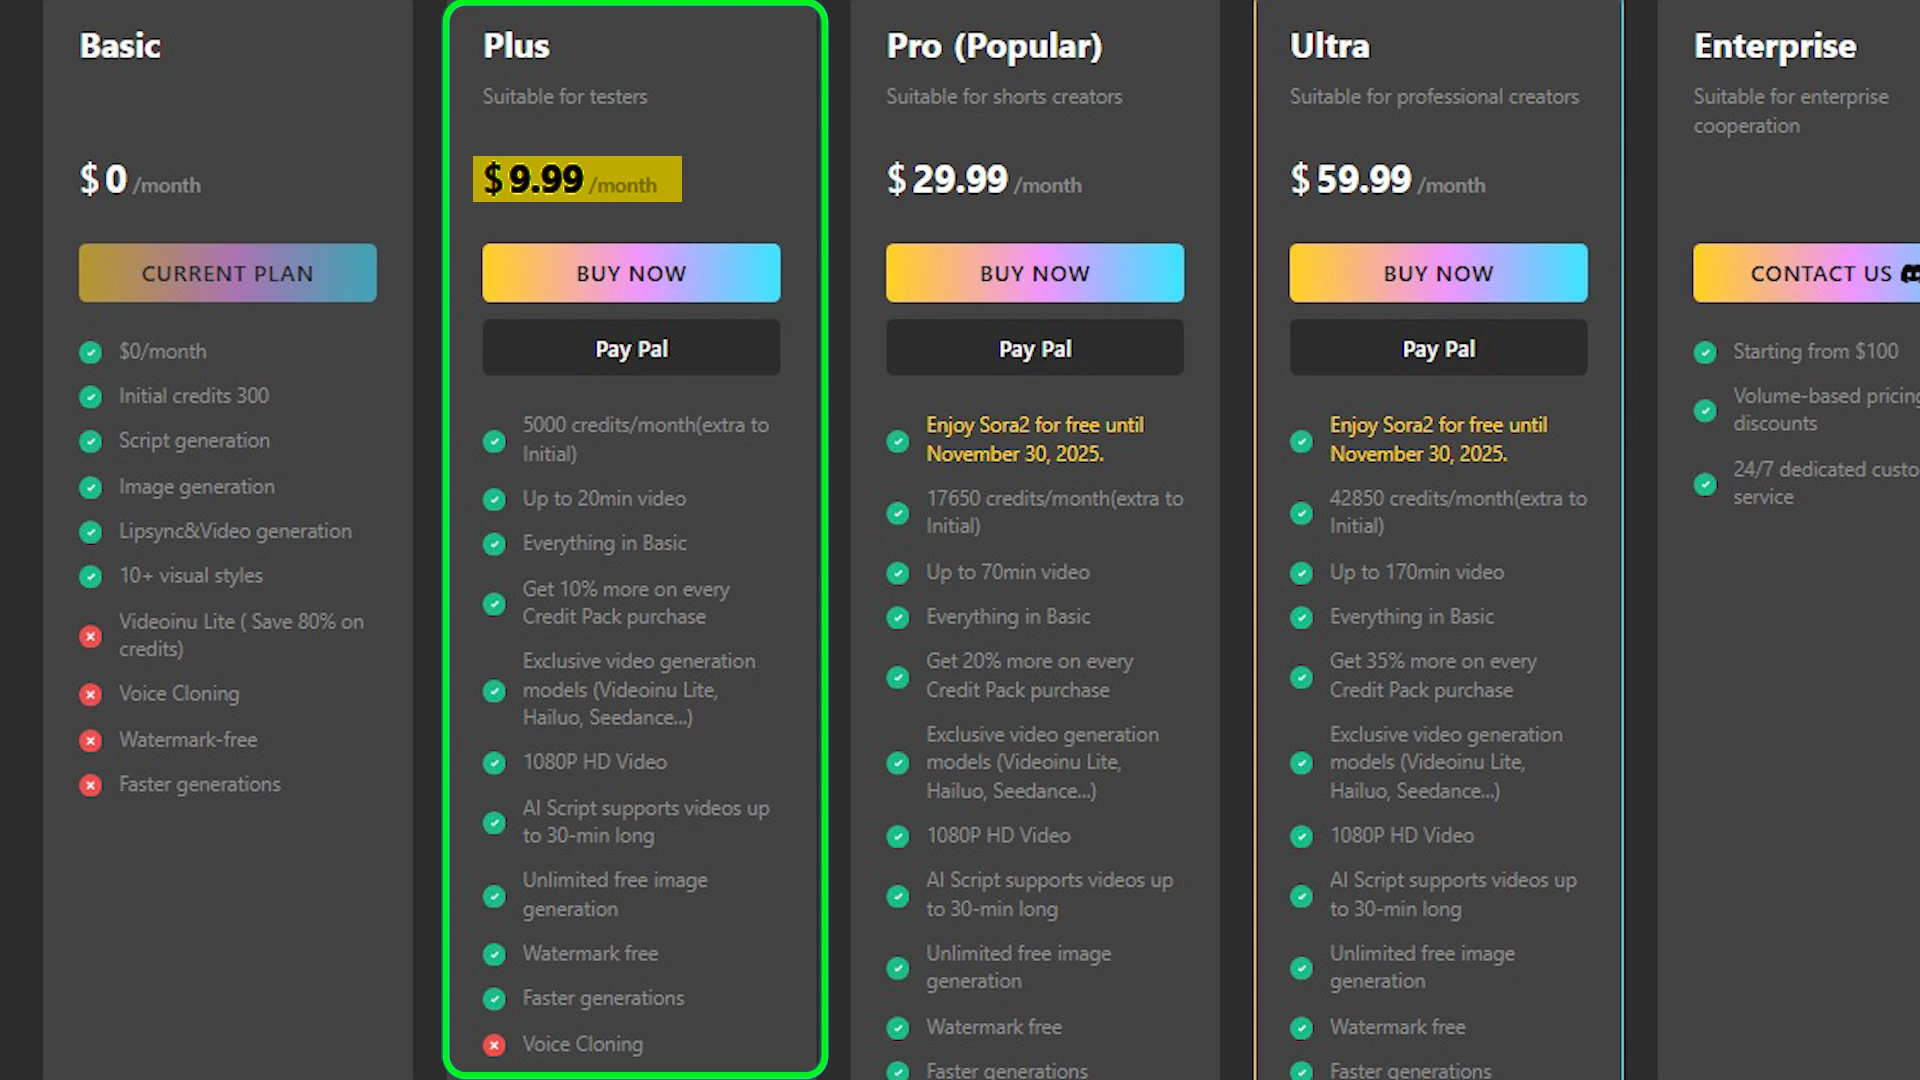 Basic
$ 0 /month
CURRENT PLAN
$0/month
Initial credits 300
Script generation
Image generation
Lipsync&Video generation
10+ visual styles
Videoinu Lite ( Save 80% on
credits)
Voice Cloning
Watermark-free
Faster generations
Plus
Suitable for testers
$ 9.99 /month
BUY NOW
Pay Pal
5000 credits/month(extra to
Initial)
Up to 20min video
Everything in Basic
Get 10% more on every
Credit Pack purchase
Exclusive video generation
models (Videoinu Lite,
Hailuo, Seedance...)
1080P HD Video
AI Script supports videos up
to 30-min long
Unlimited free image
generation
Watermark free
Faster generations
Voice Cloning
Pro (Popular)
Suitable for shorts creators
$ 29.99 /month
BUY NOW
Pay Pal
Enjoy Sora2 for free until
November 30, 2025.
17650 credits/month(extra to
Initial)
Up to 70min video
Everything in Basic
Get 20% more on every
Credit Pack purchase
Exclusive video generation
models (Videoinu Lite,
Hailuo, Seedance...)
1080P HD Video
AI Script supports videos up
to 30-min long
Unlimited free image
generation
Watermark free
Faster generations
Ultra
Suitable for professional creators
$ 59.99 /month
BUY NOW
Pay Pal
Enjoy Sora2 for free until
November 30, 2025.
42850 credits/month(extra to
Initial)
Up to 170min video
Everything in Basic
Get 35% more on every
Credit Pack purchase
Exclusive video generation
models (Videoinu Lite,
Hailuo, Seedance...)
1080P HD Video
AI Script supports videos up
to 30-min long
Unlimited free image
generation
Watermark free
Faster generations
Enterprise
Suitable for enterprise
cooperation
CONTACT US
Starting from $100
Volume-based pricing
discounts
24/7 dedicated custo
service